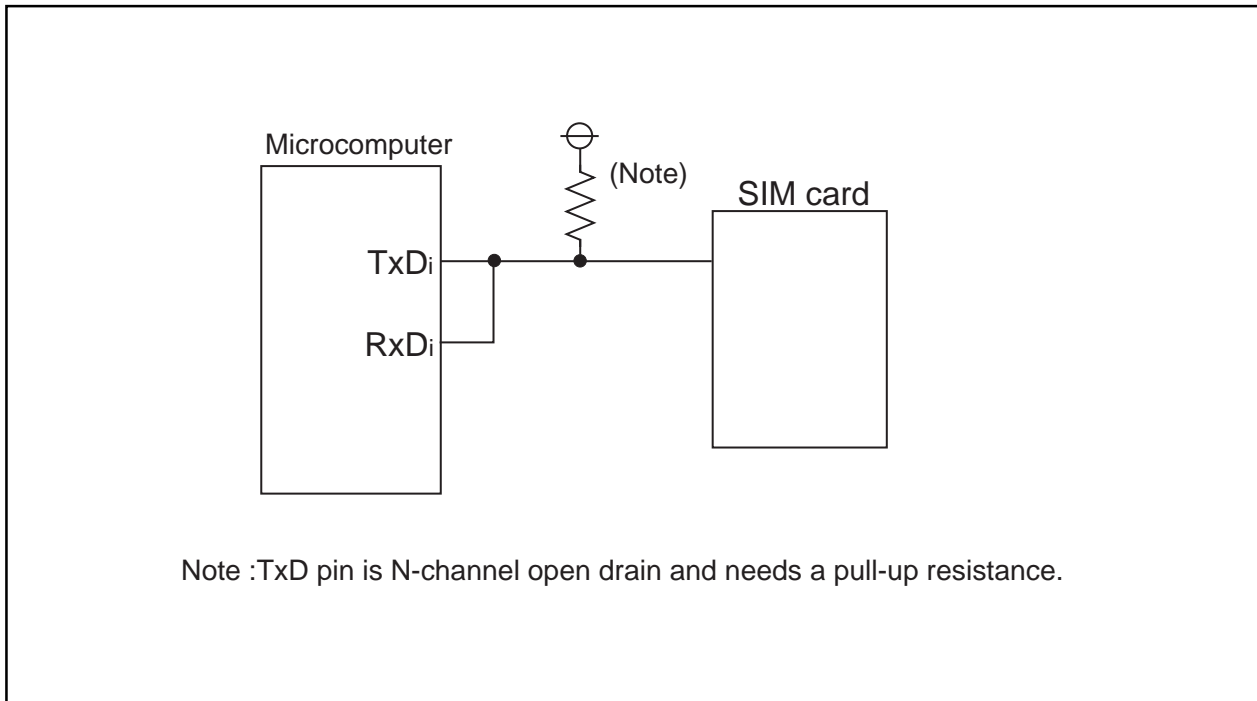 Microcomputer
(Note)
SIM card
TxDi
RxDi
Note :TxD pin is N-channel open drain and needs a pull-up resistance.